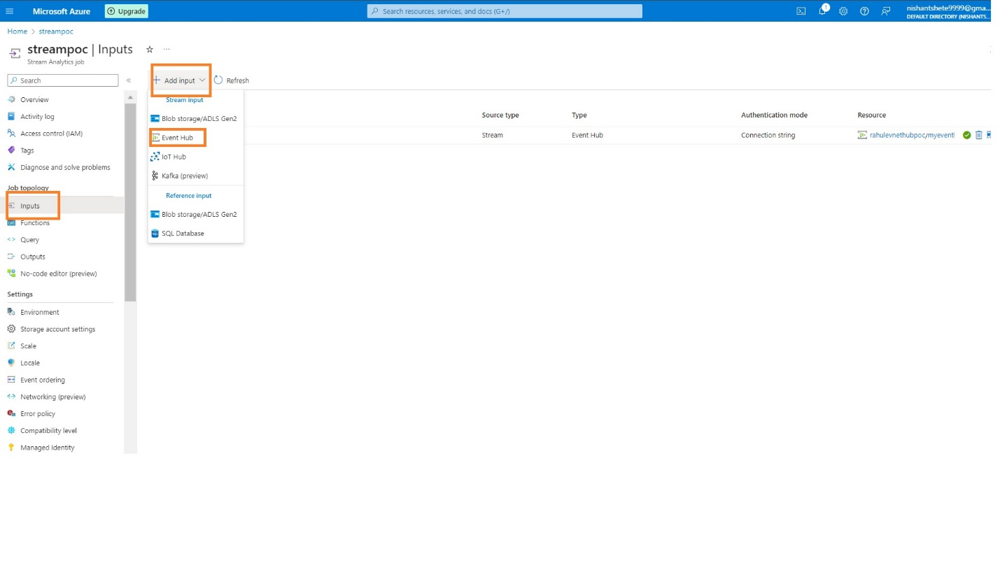 Microsoft Azure
Upgrade
Search resources, services, and docs (G+/)
1
nishantshete9999@gma...
DEFAULT DIRECTORY (NISHANTS...
Home > streampoc
streampoc | Inputs
Stream Analytics job
Search
Add input
Refresh
Overview
Activity log
Access control (IAM)
Tags
Diagnose and solve problems
Job topology
Inputs
Functions
Query
Outputs
No-code editor (preview)
Settings
Environment
Storage account settings
Scale
Locale
Event ordering
Networking (preview)
Error policy
Compatibility level
Managed Identity
Stream input
Blob storage/ADLS Gen2
Event Hub
IoT Hub
Kafka (preview)
Reference input
Blob storage/ADLS Gen2
SQL Database
Source type Type Authentication mode Resource
Stream Event Hub Connection string rahulevnethubpoc/myevent